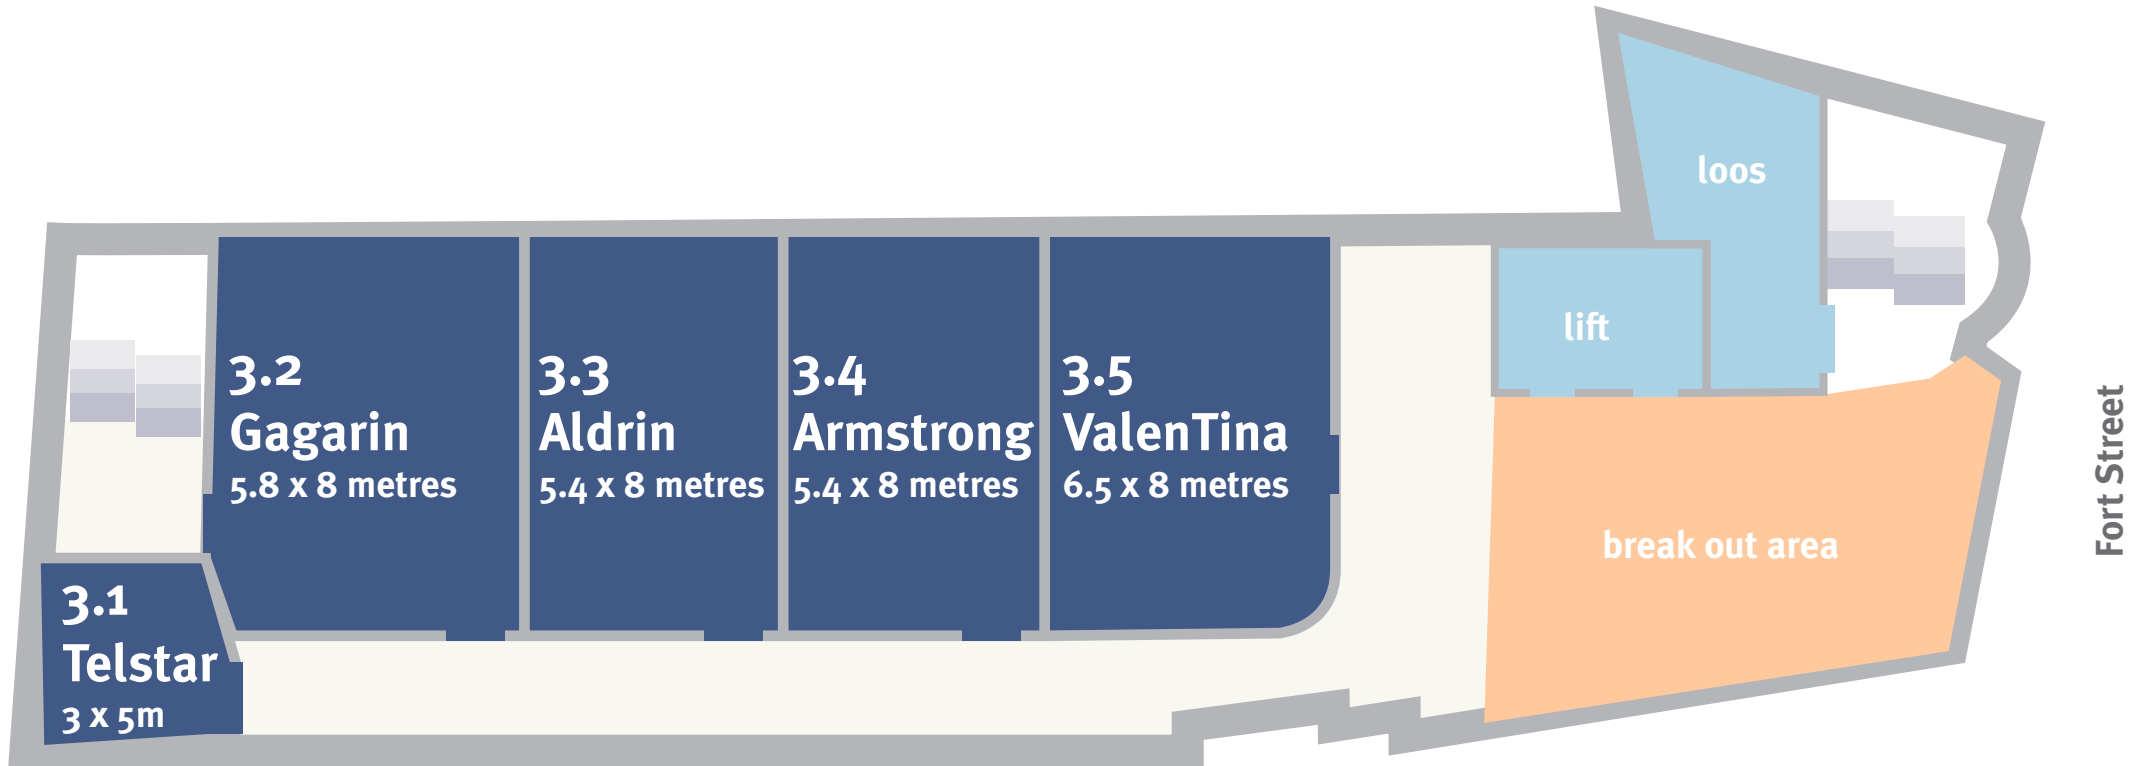 loos
lift
3.2
Gagarin
5.8 x 8 metres
3.3
Aldrin
5.4 x 8 metres
3.4
Armstrong
5.4 x 8 metres
3.5
ValenTina
6.5 x 8 metres
break out area
Fort Street
3.1
Telstar
3 x 5m